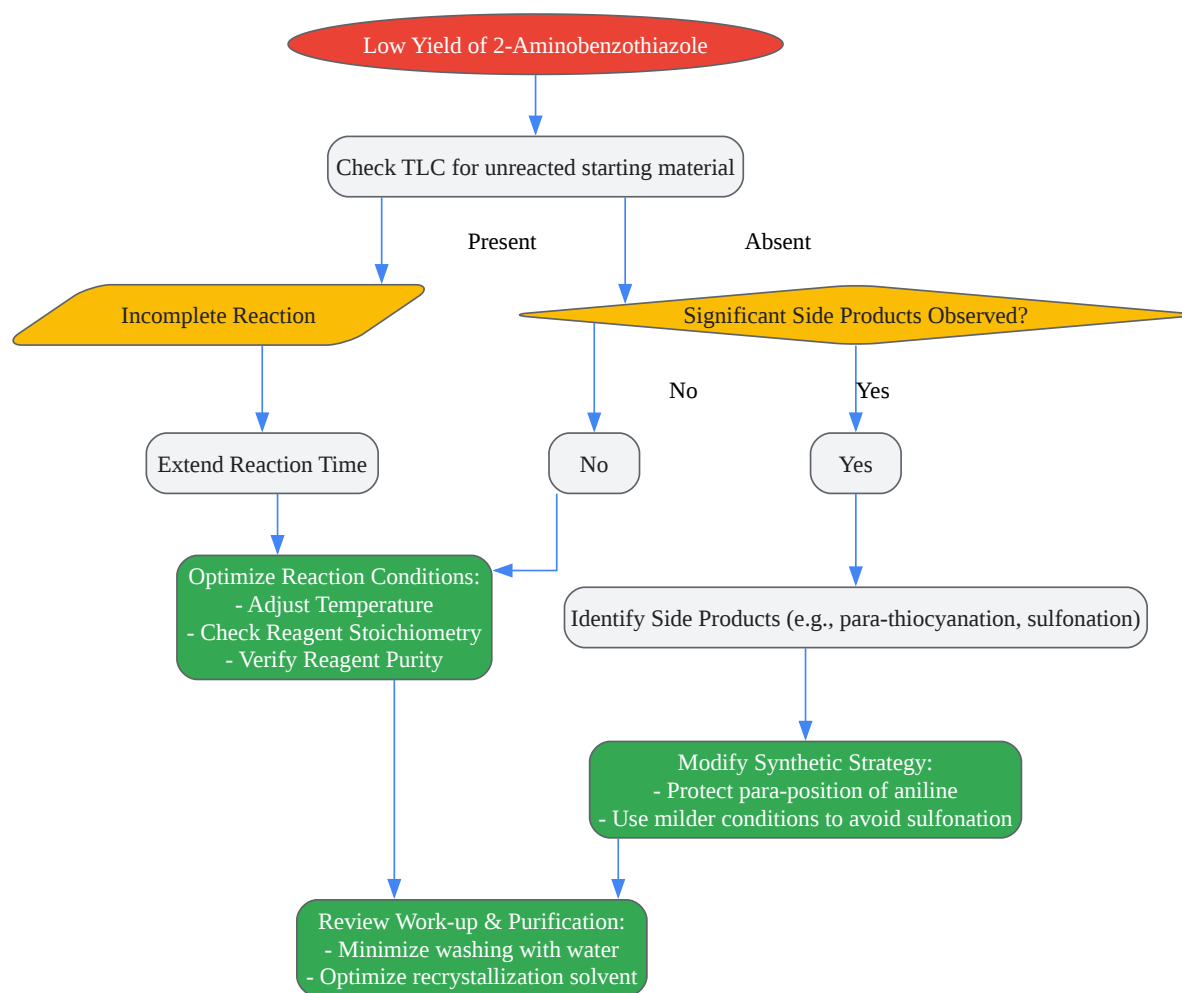 Low Yield of 2-Aminobenzothiazole
Check TLC for unreacted starting material
Present
Absent
Incomplete Reaction
Significant Side Products Observed?
No
Yes
Extend Reaction Time
No
Yes
Optimize Reaction Conditions:
- Adjust Temperature
- Check Reagent Stoichiometry
- Verify Reagent Purity
Identify Side Products (e.g., para-thiocyanation, sulfonation)
Modify Synthetic Strategy:
- Protect para-position of aniline
- Use milder conditions to avoid sulfonation
Review Work-up & Purification:
- Minimize washing with water
- Optimize recrystallization solvent